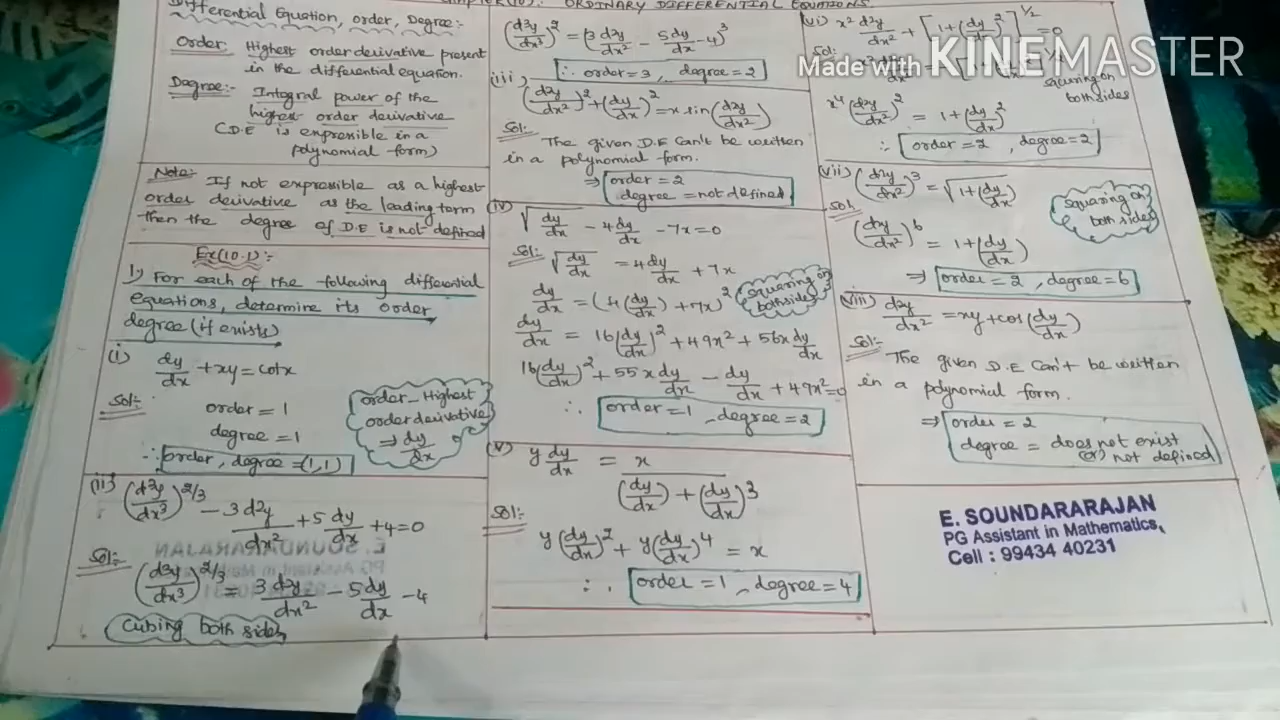 Chapter(10): ORDINARY DIFFERENTIAL EQUATIONS
Differential Equation, order, Degree:-
Order: Highest order derivative present
in the differential equation.
Degree:- Integral power of the
highest order derivative
C.D.E is expressible in a
polynomial form)
Note: If not expressible as a highest
order derivative as the leading term
then the degree of D.E is not defined
Ex(10.1):-
1) For each of the following differential
equations, determine its order,
degree (if exists)
(i) dy/dx + xy = cotx
Sol:-
order = 1
degree = 1
∴ order, degree = (1,1)
order - Highest
order derivative
⇒ dy/dx
(ii) (d³y/dx³)^2/3 - 3 d²y/dx² + 5 dy/dx + 4 = 0
Sol:-
(d³y/dx³)^2/3 = 3 d²y/dx² - 5 dy/dx - 4
Cubing both sides
(d³y/dx³)² = (3 d²y/dx² - 5 dy/dx - 4)³
∴ order = 3, degree = 2
(iii) (d²y/dx²)² + (dy/dx)² = x sin(d²y/dx²)
Sol:
The given D.E Can't be written
in a polynomial form.
⇒ order = 2
degree = not defined
(iv) √dy/dx - 4 dy/dx - 7x = 0
Sol: √dy/dx = 4 dy/dx + 7x
squaring on
both sides
dy/dx = (4(dy/dx) + 7x)²
dy/dx = 16(dy/dx)² + 49x² + 56x dy/dx
16(dy/dx)² + 55x dy/dx - dy/dx + 49x² = 0
∴ order = 1, degree = 2
(v) y dy/dx = x/((dy/dx) + (dy/dx)³)
Sol:
y(dy/dx)² + y(dy/dx)⁴ = x
∴ order = 1, degree = 4
(vi) x² d²y/dx² + [1 + (dy/dx)²]^1/2 = 0
Sol:
Made with KINEMASTER
squaring on
both sides
x⁴(d²y/dx²)² = 1 + (dy/dx)²
∴ order = 2, degree = 2
(vii) (d²y/dx²)³ = √1 + (dy/dx)
Sol
squaring on
both sides
(d²y/dx²)⁶ = 1 + (dy/dx)
⇒ order = 2, degree = 6
(viii) d²y/dx² = xy + cos(dy/dx)
Sol:
The given D.E Can't be written
in a polynomial form.
⇒ order = 2
degree = does not exist
(or) not defined
E. SOUNDARARAJAN
PG Assistant in Mathematics,
Cell : 99434 40231